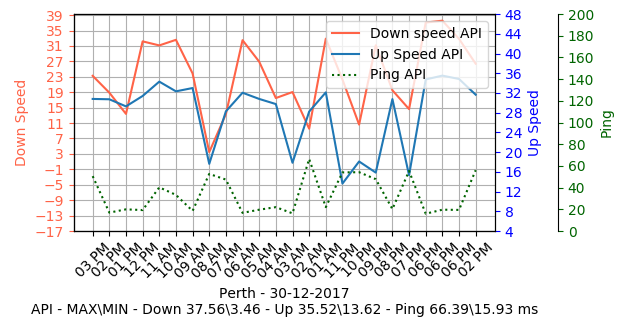 39
35
31
27
23
19
15
11
7
3
−1
−5
−9
−13
−17
Down Speed
Down speed API
Up Speed API
Ping API
48
44
40
36
32
28
24
20
16
12
8
4
Up Speed
200
180
160
140
120
100
80
60
40
20
0
Ping
03 PM
02 PM
01 PM
12 PM
11 AM
10 AM
09 AM
08 AM
07 AM
06 AM
05 AM
04 AM
03 AM
02 AM
01 AM
11 PM
10 PM
09 PM
08 PM
07 PM
06 PM
06 PM
06 PM
02 PM
Perth - 30-12-2017
API - MAX\MIN - Down 37.56\3.46 - Up 35.52\13.62 - Ping 66.39\15.93 ms